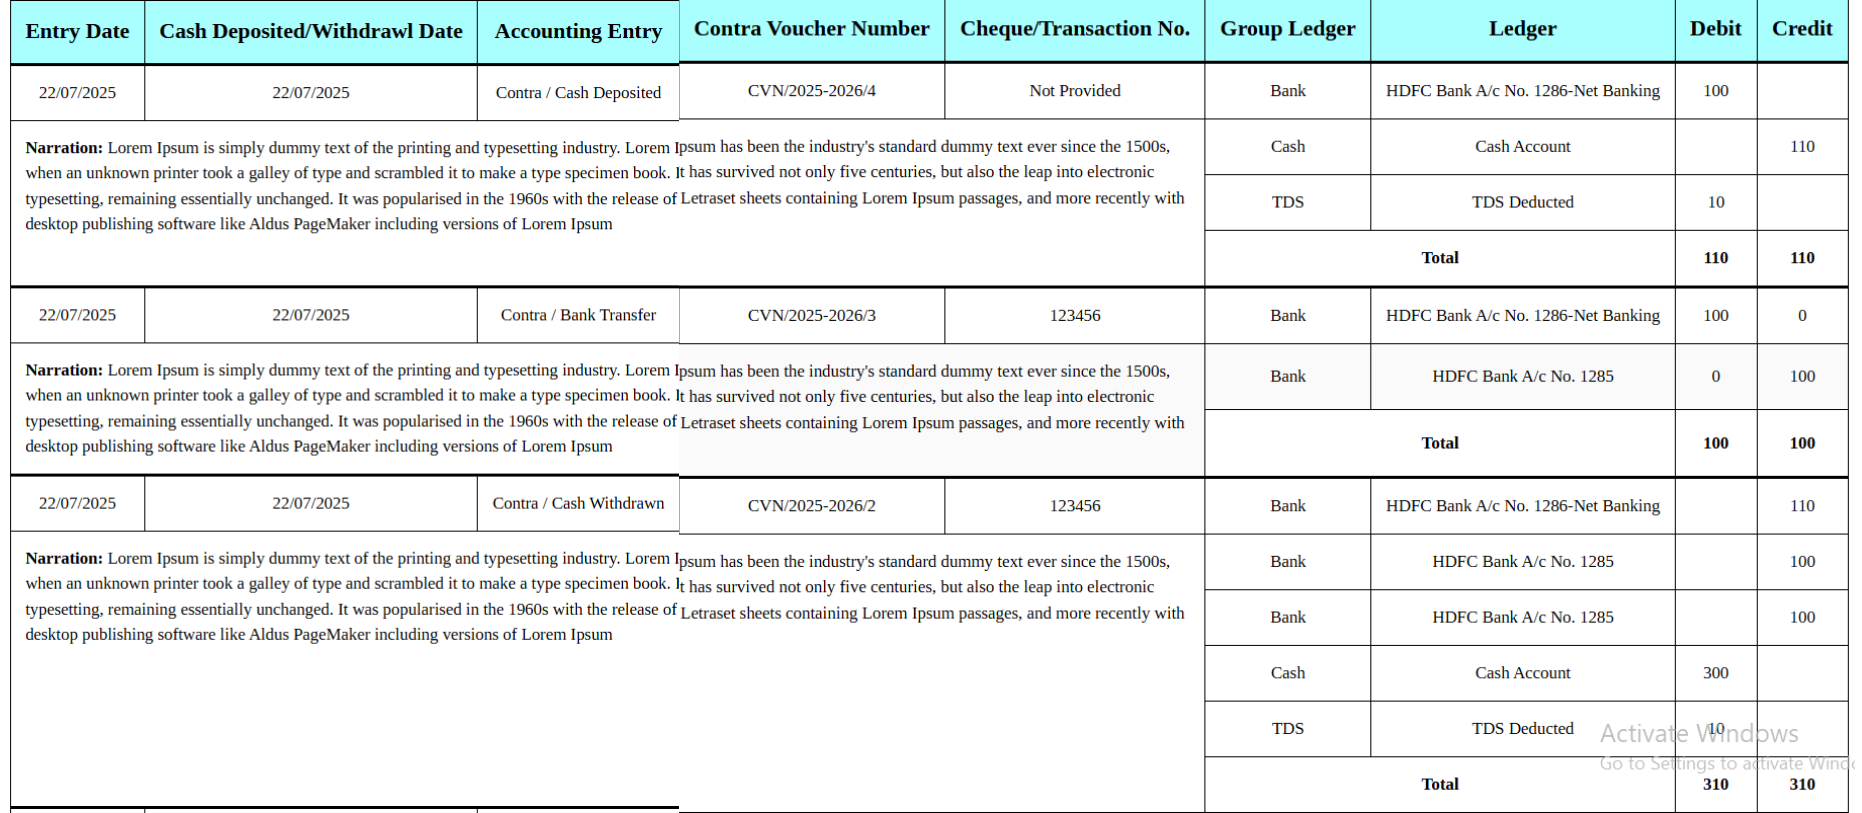 Entry Date Cash Deposited/Withdrawl Date Accounting Entry Contra Voucher Number Cheque/Transaction No. Group Ledger Ledger Debit Credit
22/07/2025 22/07/2025 Contra / Cash Deposited CVN/2025-2026/4 Not Provided Bank HDFC Bank A/c No. 1286-Net Banking 100
Narration: Lorem Ipsum is simply dummy text of the printing and typesetting industry. Lorem Ipsum has been the industry's standard dummy text ever since the 1500s,
when an unknown printer took a galley of type and scrambled it to make a type specimen book. It has survived not only five centuries, but also the leap into electronic
typesetting, remaining essentially unchanged. It was popularised in the 1960s with the release of Letraset sheets containing Lorem Ipsum passages, and more recently with
desktop publishing software like Aldus PageMaker including versions of Lorem Ipsum
Cash Cash Account 110
TDS TDS Deducted 10
Total 110 110
22/07/2025 22/07/2025 Contra / Bank Transfer CVN/2025-2026/3 123456 Bank HDFC Bank A/c No. 1286-Net Banking 100 0
Narration: Lorem Ipsum is simply dummy text of the printing and typesetting industry. Lorem Ipsum has been the industry's standard dummy text ever since the 1500s,
when an unknown printer took a galley of type and scrambled it to make a type specimen book. It has survived not only five centuries, but also the leap into electronic
typesetting, remaining essentially unchanged. It was popularised in the 1960s with the release of Letraset sheets containing Lorem Ipsum passages, and more recently with
desktop publishing software like Aldus PageMaker including versions of Lorem Ipsum
Bank HDFC Bank A/c No. 1285 0 100
Total 100 100
22/07/2025 22/07/2025 Contra / Cash Withdrawn CVN/2025-2026/2 123456 Bank HDFC Bank A/c No. 1286-Net Banking 110
Narration: Lorem Ipsum is simply dummy text of the printing and typesetting industry. Lorem Ipsum has been the industry's standard dummy text ever since the 1500s,
when an unknown printer took a galley of type and scrambled it to make a type specimen book. It has survived not only five centuries, but also the leap into electronic
typesetting, remaining essentially unchanged. It was popularised in the 1960s with the release of Letraset sheets containing Lorem Ipsum passages, and more recently with
desktop publishing software like Aldus PageMaker including versions of Lorem Ipsum
Bank HDFC Bank A/c No. 1285 100
Bank HDFC Bank A/c No. 1285 100
Cash Cash Account 300
TDS TDS Deducted 10
Total 310 310
Activate Windows
Go to Settings to activate Wind